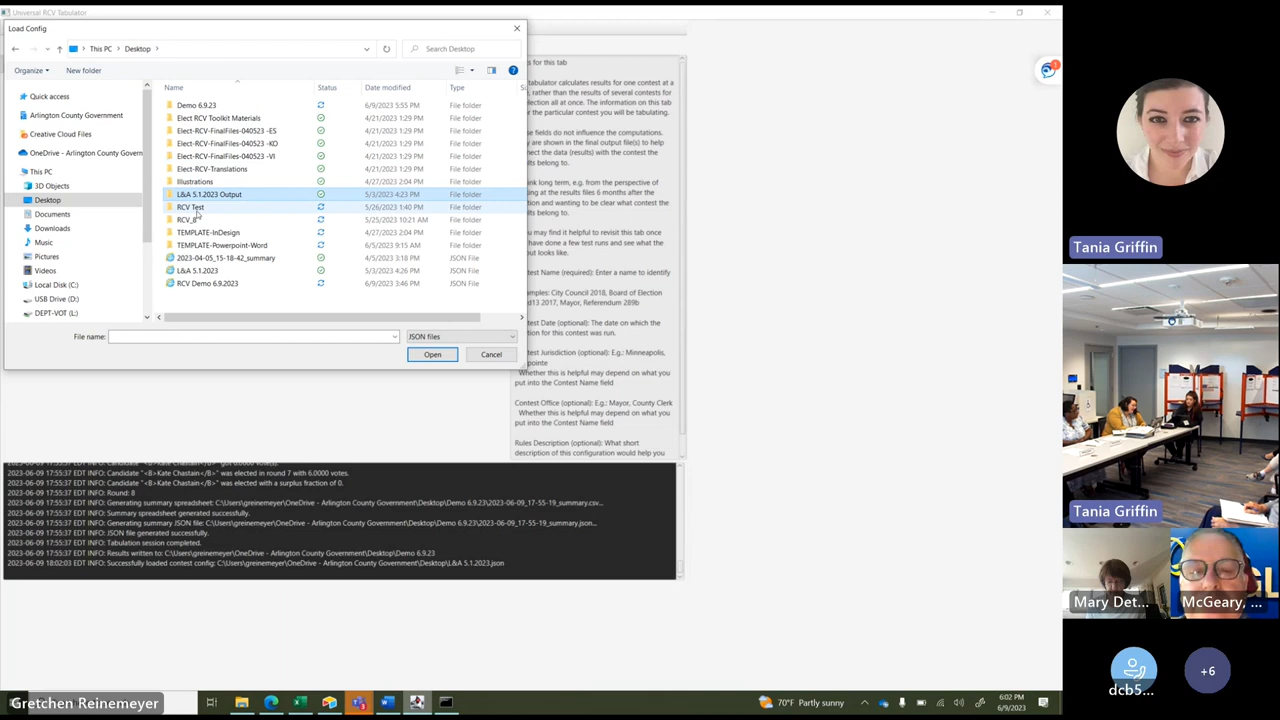 Universal RCV Tabulator
Load Config
This PC > Desktop >
Search Desktop
Organize
New folder
Name Status Date modified Type
Quick access
Arlington County Government
Creative Cloud Files
OneDrive - Arlington County Govern
This PC
3D Objects
Desktop
Documents
Downloads
Music
Pictures
Videos
Local Disk (C:)
USB Drive (D:)
DEPT-VOT (L:)
Demo 6.9.23 6/9/2023 5:55 PM File folder
Elect RCV Toolkit Materials 4/21/2023 1:29 PM File folder
Elect-RCV-FinalFiles-040523 -ES 4/21/2023 1:29 PM File folder
Elect-RCV-FinalFiles-040523 -KO 4/21/2023 1:29 PM File folder
Elect-RCV-FinalFiles-040523 -VI 4/21/2023 1:29 PM File folder
Elect-RCV-Translations 4/21/2023 1:29 PM File folder
Illustrations 4/27/2023 2:04 PM File folder
L&A 5.1.2023 Output 5/3/2023 4:23 PM File folder
RCV Test 5/26/2023 1:40 PM File folder
RCV_B 5/25/2023 10:21 AM File folder
TEMPLATE-InDesign 4/27/2023 2:04 PM File folder
TEMPLATE-Powerpoint-Word 6/5/2023 9:15 AM File folder
2023-04-05_15-18-42_summary 4/5/2023 3:18 PM JSON File
L&A 5.1.2023 5/3/2023 4:26 PM JSON File
RCV Demo 6.9.2023 6/9/2023 3:46 PM JSON File
File name:
JSON files
Open
Cancel
s for this tab
tabulator calculates results for one contest at a
, rather than the results of several contests for
election all at once. The information on this tab
the particular contest you will be tabulating.
e fields do not influence the computations.
y are shown in the final output file(s) to help
nect the data (results) with the contest the
ults belong to.
nk long term, e.g. from the perspective of
ng at the results files 6 months after the
tion and wanting to be clear what contest the
ts belong to.
u may find it helpful to revisit this tab once
have done a few test runs and see what the
ut looks like.
test Name (required): Enter a name to identify
mples: City Council 2018, Board of Election
rd13 2017, Mayor, Referendum 289b
test Date (optional): The date on which the
tion for this contest was run.
test Jurisdiction (optional): E.g.: Minneapolis,
pointe
Whether this is helpful may depend on what you
put into the Contest Name field
Contest Office (optional): E.g.: Mayor, County Clerk
Whether this is helpful may depend on what you
put into the Contest Name field
Rules Description (optional): What short
description of this configuration would help you
2023-06-09 17:55:37 EDT INFO: Candidate "<B>Kate Chastain</B>" was elected in round 7 with 6.0000 votes.
2023-06-09 17:55:37 EDT INFO: Candidate "<B>Kate Chastain</B>" was elected with a surplus fraction of 0.
2023-06-09 17:55:37 EDT INFO: Round: 8
2023-06-09 17:55:37 EDT INFO: Generating summary spreadsheet: C:\Users\greinemeyer\OneDrive - Arlington County Government\Desktop\Demo 6.9.23\2023-06-09_17-55-19_summary.csv...
2023-06-09 17:55:37 EDT INFO: Summary spreadsheet generated successfully.
2023-06-09 17:55:37 EDT INFO: Generating summary JSON file: C:\Users\greinemeyer\OneDrive - Arlington County Government\Desktop\Demo 6.9.23\2023-06-09_17-55-19_summary.json...
2023-06-09 17:55:37 EDT INFO: JSON file generated successfully.
2023-06-09 17:55:37 EDT INFO: Tabulation session completed.
2023-06-09 17:55:37 EDT INFO: Results written to: C:\Users\greinemeyer\OneDrive - Arlington County Government\Desktop\Demo 6.9.23
2023-06-09 18:02:03 EDT INFO: Successfully loaded contest config: C:\Users\greinemeyer\OneDrive - Arlington County Government\Desktop\L&A 5.1.2023.json
Gretchen Reinemeyer
70°F Partly sunny
6:02 PM
6/9/2023
Tania Griffin
Tania Griffin
Mary Det...
McGeary, ...
dcb5...
+6